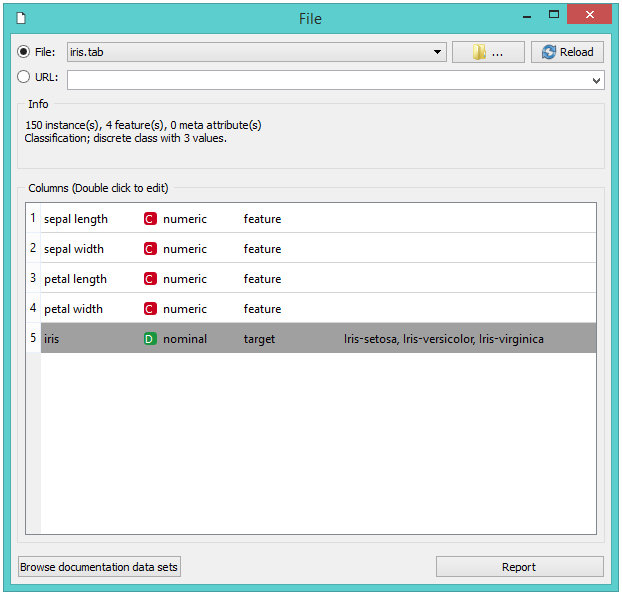 File
File: iris.tab ... Reload
URL:
Info
150 instance(s), 4 feature(s), 0 meta attribute(s)
Classification; discrete class with 3 values.
Columns (Double click to edit)
1 sepal length C numeric feature
2 sepal width C numeric feature
3 petal length C numeric feature
4 petal width C numeric feature
5 iris D nominal target Iris-setosa, Iris-versicolor, Iris-virginica
Browse documentation data sets Report